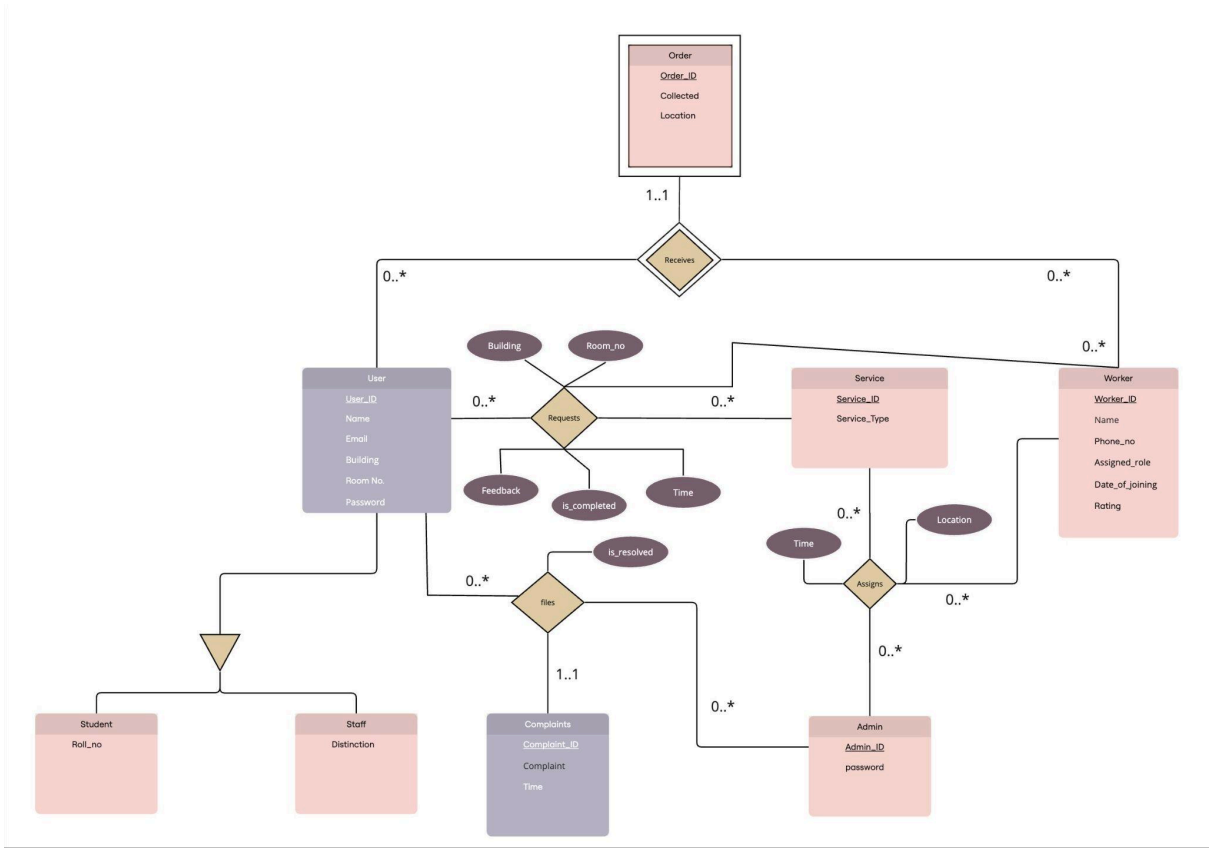 Order
Order_ID
Collected
Location
1..1
Receives
0..*
0..*
Building
Room_no
0..*
User
User_ID
Name
Email
Building
Room No.
Password
0..*
Requests
0..*
Service
Service_ID
Service_Type
Worker
Worker_ID
Name
Phone_no
Assigned_role
Date_of_joining
Rating
Feedback
is_completed
Time
0..*
Location
Time
is_resolved
Assigns
0..*
0..*
files
0..*
1..1
0..*
Student
Roll_no
Staff
Distinction
Complaints
Complaint_ID
Complaint
Time
Admin
Admin_ID
password